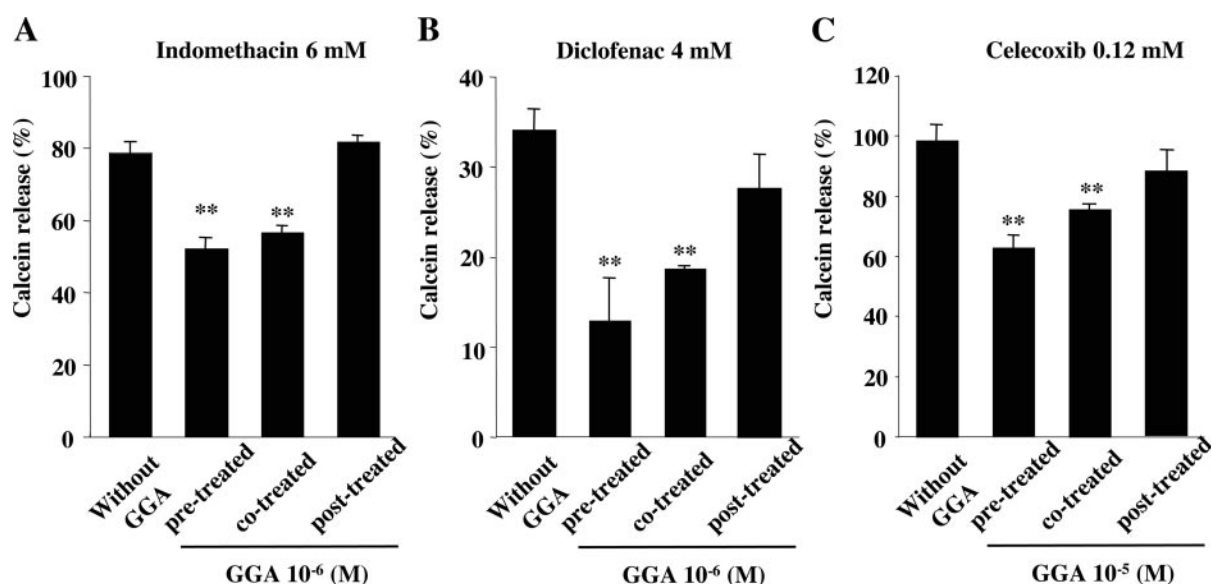 A
Indomethacin 6 mM
Calcein release (%)
100
80
60
40
20
0
**
**
Without
GGA
pre-treated
co-treated
post-treated
GGA 10⁻⁶ (M)
B
Diclofenac 4 mM
Calcein release (%)
40
30
20
10
0
**
**
Without
GGA
pre-treated
co-treated
post-treated
GGA 10⁻⁶ (M)
C
Celecoxib 0.12 mM
Calcein release (%)
120
100
80
60
40
20
0
**
**
Without
GGA
pre-treated
co-treated
post-treated
GGA 10⁻⁵ (M)